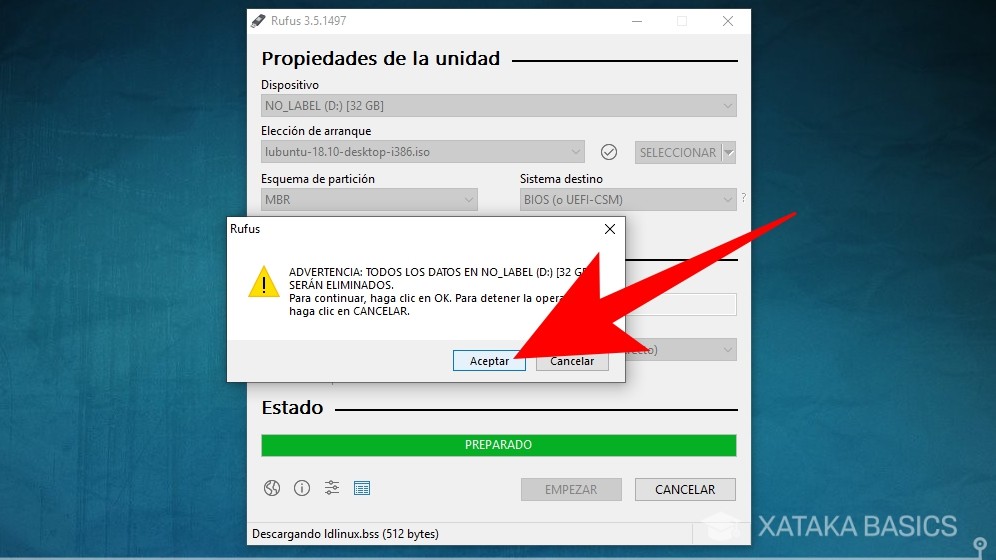 Rufus 3.5.1497
Propiedades de la unidad
Dispositivo
NO_LABEL (D:) [32 GB]
Elección de arranque
lubuntu-18.10-desktop-i386.iso
SELECCIONAR
Esquema de partición
Sistema destino
MBR
BIOS (o UEFI-CSM)
?
Rufus
ADVERTENCIA: TODOS LOS DATOS EN NO_LABEL (D:) [32
SERÁN ELIMINADOS.
Para continuar, haga clic en OK. Para detener la
haga clic en CANCELAR.
Aceptar
Cancelar
Estado
PREPARADO
EMPEZAR
CANCELAR
Descargando ldlinux.bss (512 bytes)
XATAKA BASICS